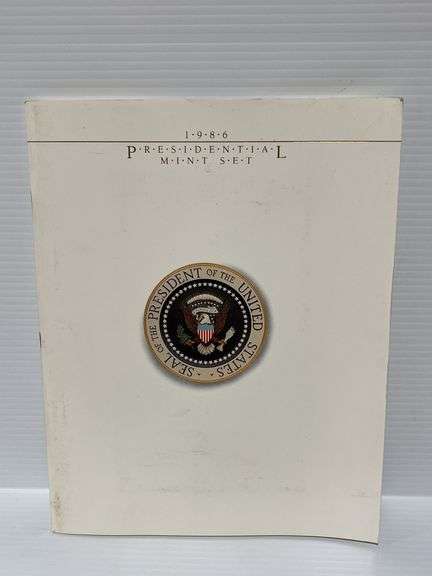 1·9·8·6
P·R·E·S·I·D·E·N·T·I·A·L
M·I·N·T S·E·T
SEAL OF THE PRESIDENT OF THE UNITED STATES